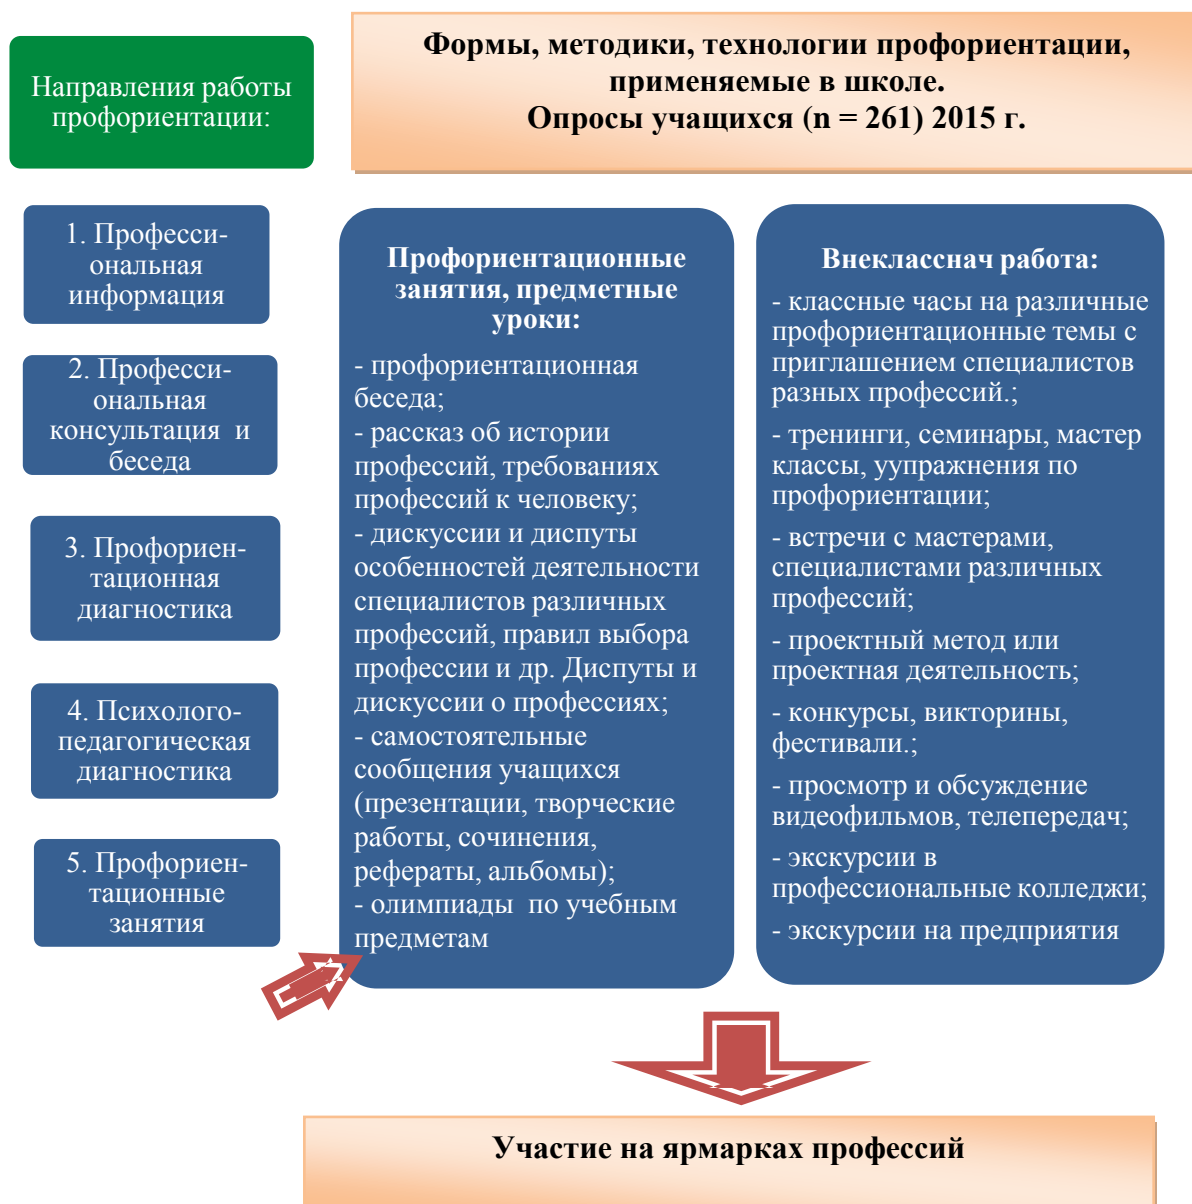 Направления работы
профориентации:
Формы, методики, технологии профориентации,
применяемые в школе.
Опросы учащихся (n = 261) 2015 г.
1. Професси-
ональная
информация
2. Професси-
ональная
консультация и
беседа
3. Профориен-
тационная
диагностика
4. Психолого-
педагогическая
диагностика
5. Профориен-
тационные
занятия
Профориентационные
занятия, предметные
уроки:
- профориентационная
беседа;
- рассказ об истории
профессий, требованиях
профессий к человеку;
- дискуссии и диспуты
особенностей деятельности
специалистов различных
профессий, правил выбора
профессии и др. Диспуты и
дискуссии о профессиях;
- самостоятельные
сообщения учащихся
(презентации, творческие
работы, сочинения,
рефераты, альбомы);
- олимпиады по учебным
предметам
Внекласснач работа:
- классные часы на различные
профориентационные темы с
приглашением специалистов
разных профессий.;
- тренинги, семинары, мастер
классы, уупражнения по
профориентации;
- встречи с мастерами,
специалистами различных
профессий;
- проектный метод или
проектная деятельность;
- конкурсы, викторины,
фестивали.;
- просмотр и обсуждение
видеофильмов, телепередач;
- экскурсии в
профессиональные колледжи;
- экскурсии на предприятия
Участие на ярмарках профессий